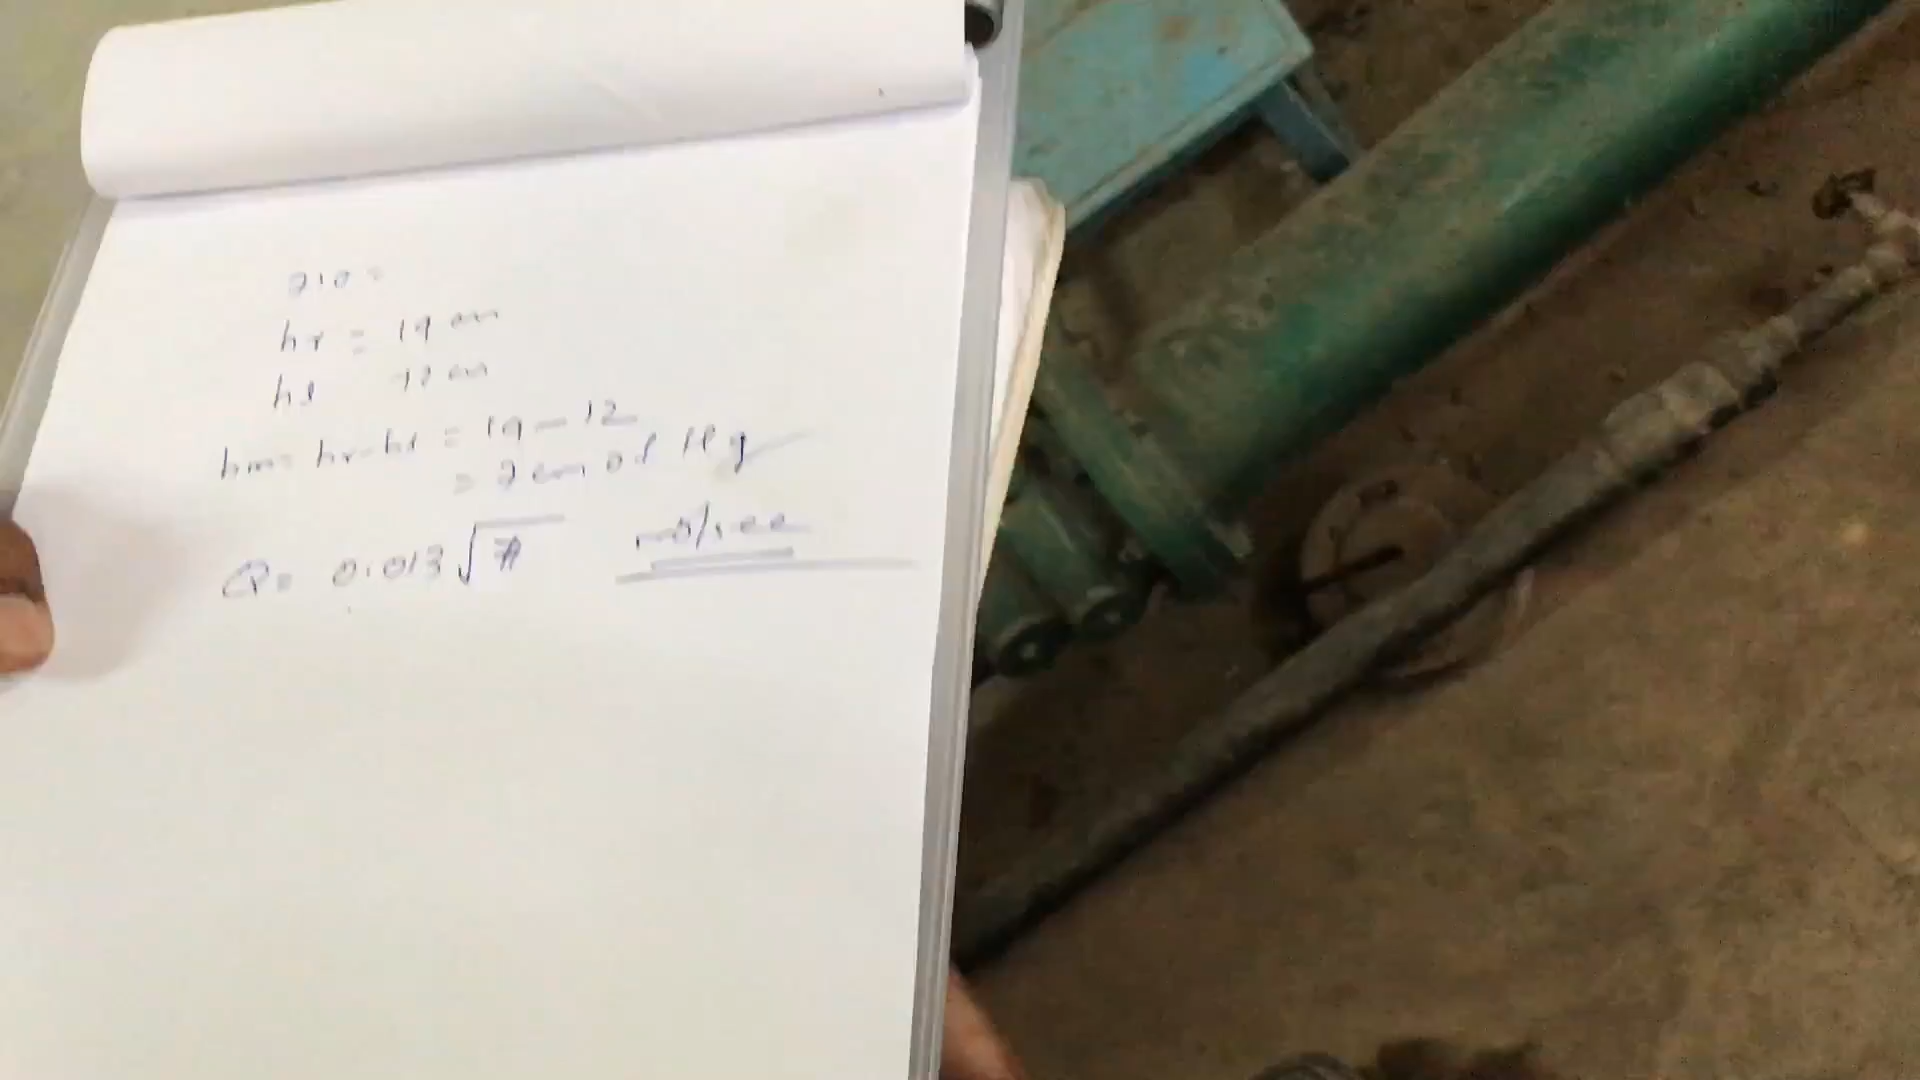 hr = 19 cm
hl 12 cm
hm= hr-hl = 19 - 12
= 7 cm of Hg
Q= 0.013 √7 m3/sec